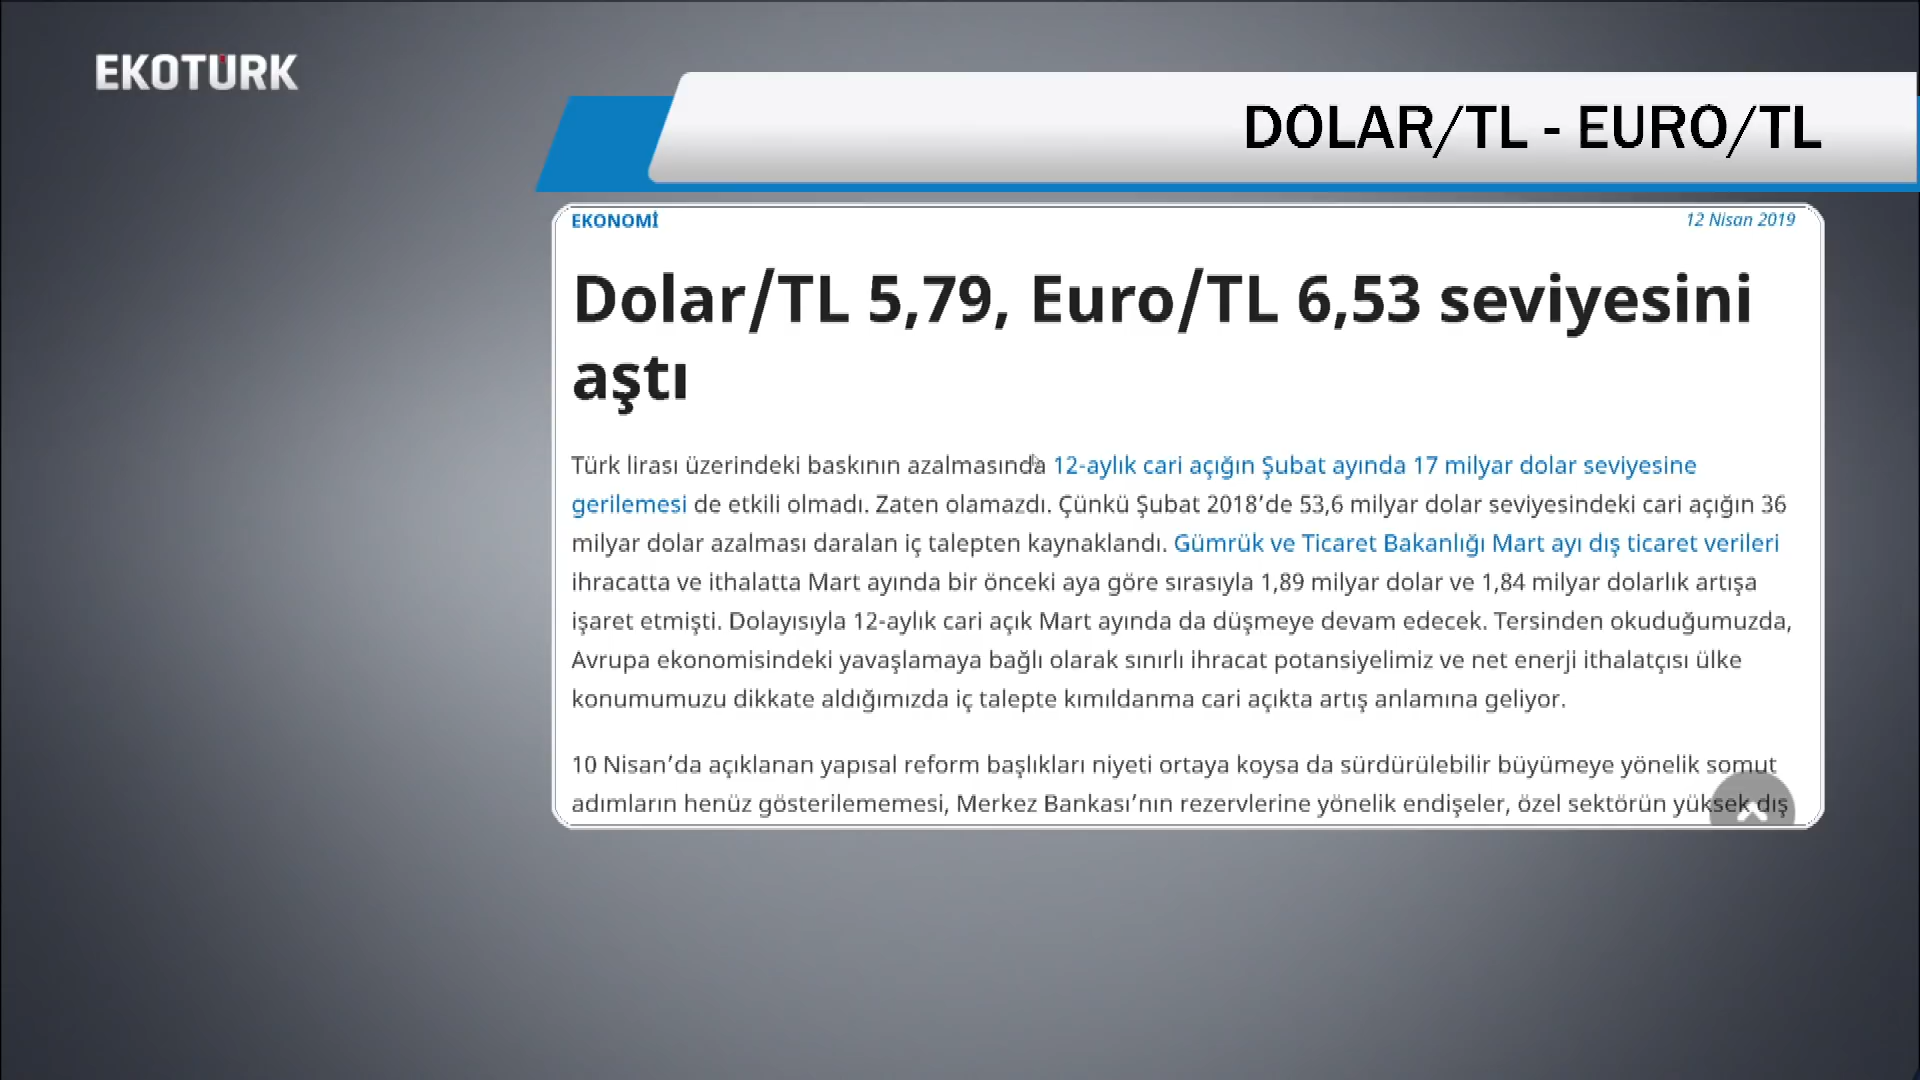 EKOTÜRK
DOLAR/TL - EURO/TL
EKONOMİ
12 Nisan 2019
Dolar/TL 5,79, Euro/TL 6,53 seviyesini
aştı
Türk lirası üzerindeki baskının azalmasında 12-aylık cari açığın Şubat ayında 17 milyar dolar seviyesine
gerilemesi de etkili olmadı. Zaten olamazdı. Çünkü Şubat 2018’de 53,6 milyar dolar seviyesindeki cari açığın 36
milyar dolar azalması daralan iç talepten kaynaklandı. Gümrük ve Ticaret Bakanlığı Mart ayı dış ticaret verileri
ihracatta ve ithalatta Mart ayında bir önceki aya göre sırasıyla 1,89 milyar dolar ve 1,84 milyar dolarlık artışa
işaret etmişti. Dolayısıyla 12-aylık cari açık Mart ayında da düşmeye devam edecek. Tersinden okuduğumuzda,
Avrupa ekonomisindeki yavaşlamaya bağlı olarak sınırlı ihracat potansiyelimiz ve net enerji ithalatçısı ülke
konumumuzu dikkate aldığımızda iç talepte kımıldanma cari açıkta artış anlamına geliyor.
10 Nisan’da açıklanan yapısal reform başlıkları niyeti ortaya koysa da sürdürülebilir büyümeye yönelik somut
adımların henüz gösterilememesi, Merkez Bankası’nın rezervlerine yönelik endişeler, özel sektörün yüksek dış